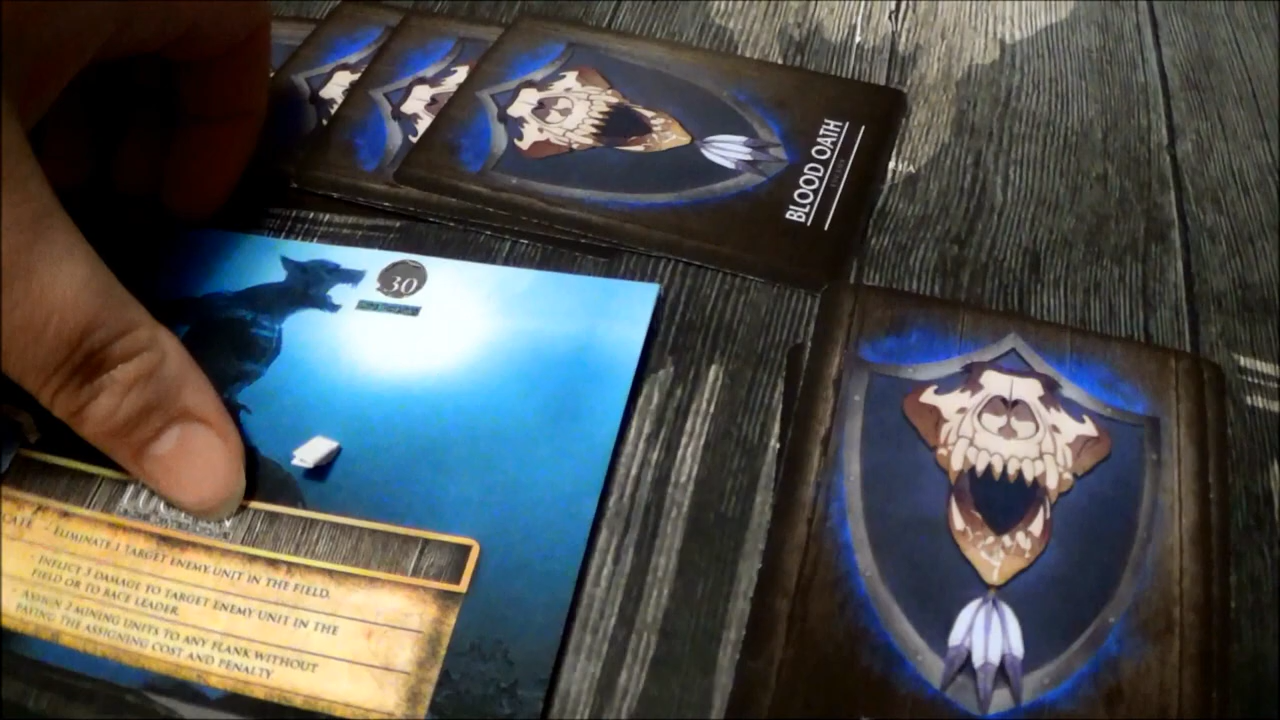 BLOOD OATH
30
ELIMINATE 1 TARGET ENEMY UNIT IN THE FIELD.
- INFLICT 3 DAMAGE TO TARGET ENEMY UNIT IN THE
FIELD OR TO RACE LEADER.
- ASSIGN 2 MINING UNITS TO ANY FLANK WITHOUT
PAYING THE ASSIGNING COST AND PENALTY